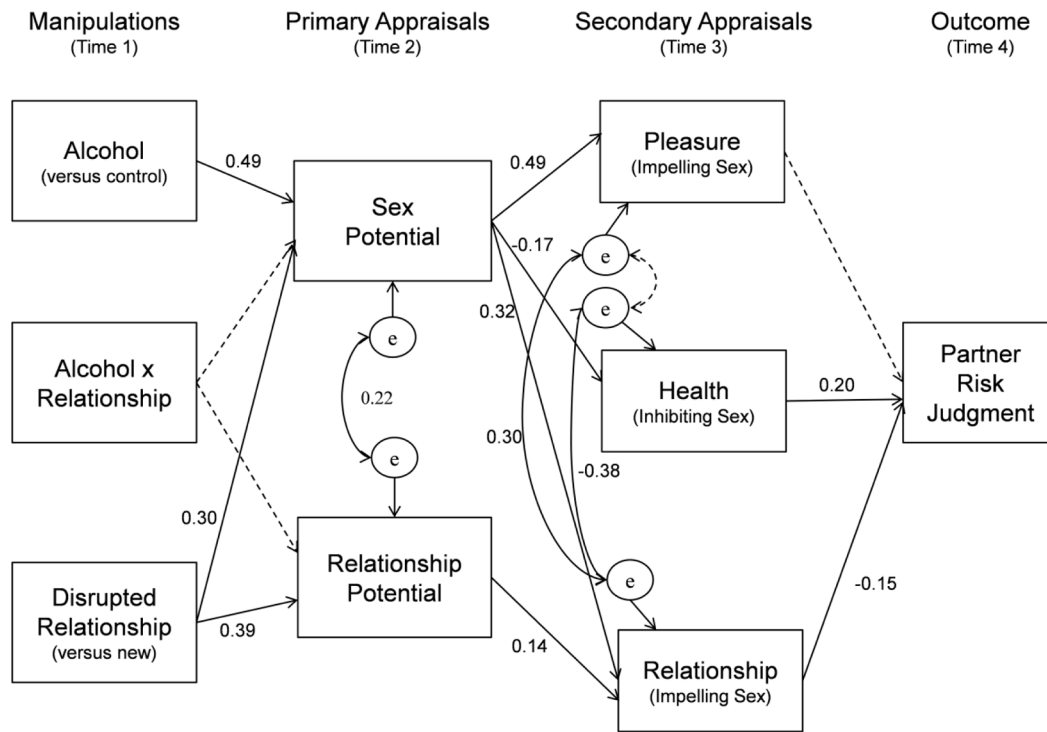 Manipulations
(Time 1)
Primary Appraisals
(Time 2)
Secondary Appraisals
(Time 3)
Outcome
(Time 4)
Alcohol
(versus control)
0.49
Sex
Potential
0.49
Pleasure
(Impelling Sex)
-0.17
e
e
0.32
e
Alcohol x
Relationship
0.22
Health
(Inhibiting Sex)
0.20
Partner
Risk
Judgment
0.30
-0.38
e
0.30
Disrupted
Relationship
(versus new)
0.39
Relationship
Potential
0.14
e
-0.15
Relationship
(Impelling Sex)